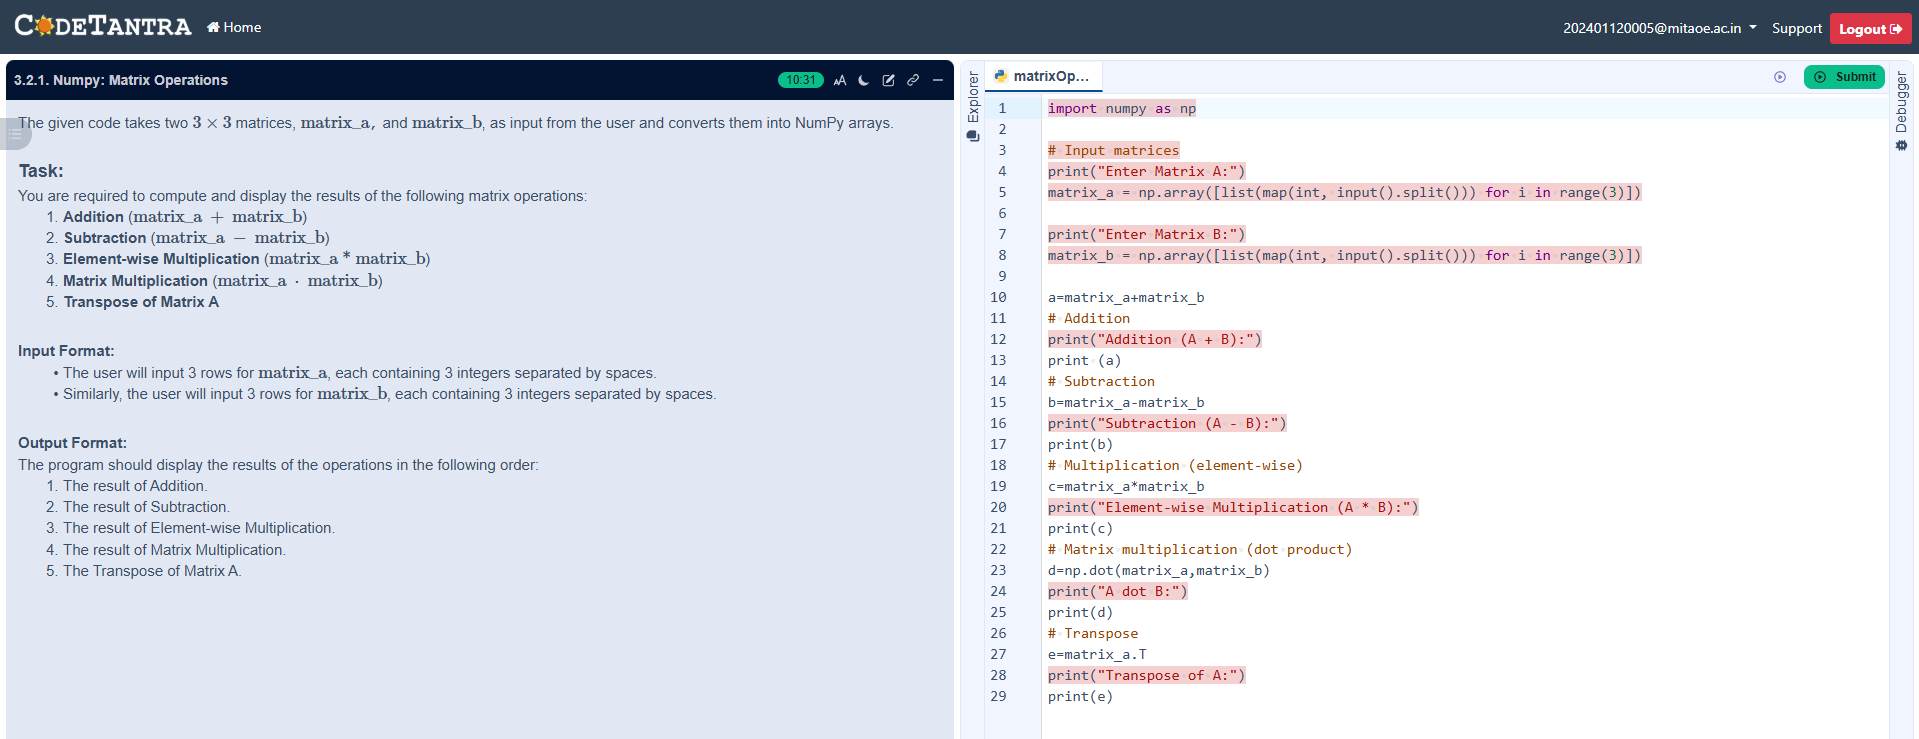 CODETANTRA
Home
202401120005@mitaoe.ac.in
Support
Logout
3.2.1. Numpy: Matrix Operations
10:31
AA
The given code takes two 3 × 3 matrices, matrix_a, and matrix_b, as input from the user and converts them into NumPy arrays.
Task:
You are required to compute and display the results of the following matrix operations:
1. Addition (matrix_a + matrix_b)
2. Subtraction (matrix_a − matrix_b)
3. Element-wise Multiplication (matrix_a * matrix_b)
4. Matrix Multiplication (matrix_a · matrix_b)
5. Transpose of Matrix A
Input Format:
• The user will input 3 rows for matrix_a, each containing 3 integers separated by spaces.
• Similarly, the user will input 3 rows for matrix_b, each containing 3 integers separated by spaces.
Output Format:
The program should display the results of the operations in the following order:
1. The result of Addition.
2. The result of Subtraction.
3. The result of Element-wise Multiplication.
4. The result of Matrix Multiplication.
5. The Transpose of Matrix A.
Explorer
matrixOp...
Submit
Debugger
1 import numpy as np
2
3 # Input matrices
4 print("Enter Matrix A:")
5 matrix_a = np.array([list(map(int, input().split())) for i in range(3)])
6
7 print("Enter Matrix B:")
8 matrix_b = np.array([list(map(int, input().split())) for i in range(3)])
9
10 a=matrix_a+matrix_b
11 # Addition
12 print("Addition (A + B):")
13 print (a)
14 # Subtraction
15 b=matrix_a-matrix_b
16 print("Subtraction (A - B):")
17 print(b)
18 # Multiplication (element-wise)
19 c=matrix_a*matrix_b
20 print("Element-wise Multiplication (A * B):")
21 print(c)
22 # Matrix multiplication (dot product)
23 d=np.dot(matrix_a,matrix_b)
24 print("A dot B:")
25 print(d)
26 # Transpose
27 e=matrix_a.T
28 print("Transpose of A:")
29 print(e)